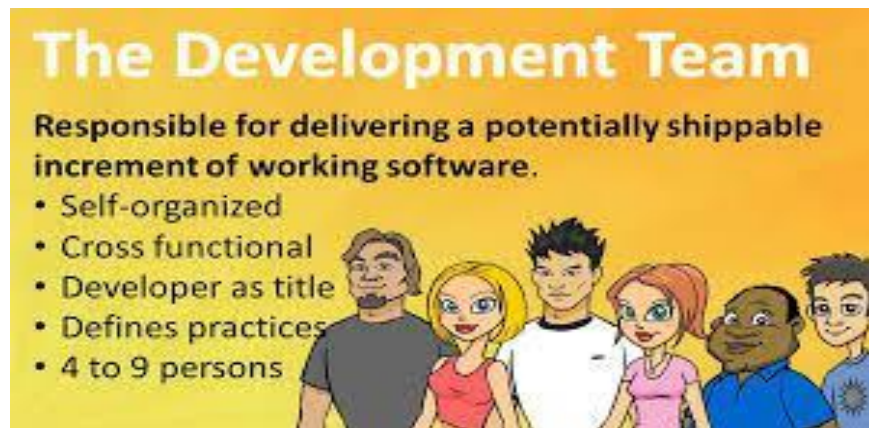 The Development Team
Responsible for delivering a potentially shippable
increment of working software.
• Self-organized
• Cross functional
• Developer as title
• Defines practices
• 4 to 9 persons